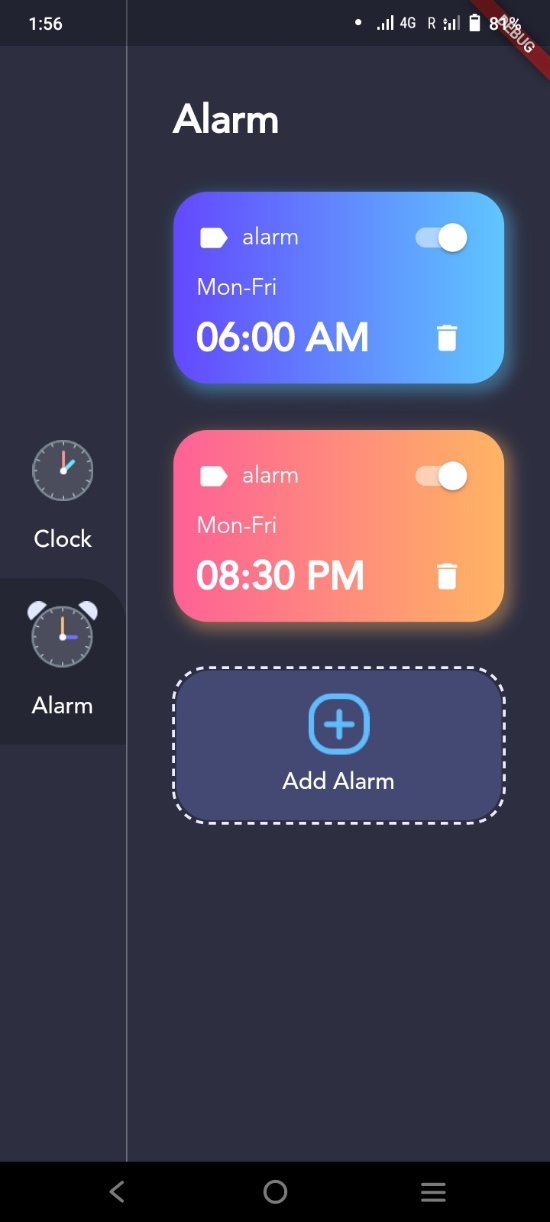 1:56
4G R 81%
DEBUG
Alarm
alarm
Mon-Fri
06:00 AM
alarm
Mon-Fri
08:30 PM
Clock
Alarm
Add Alarm